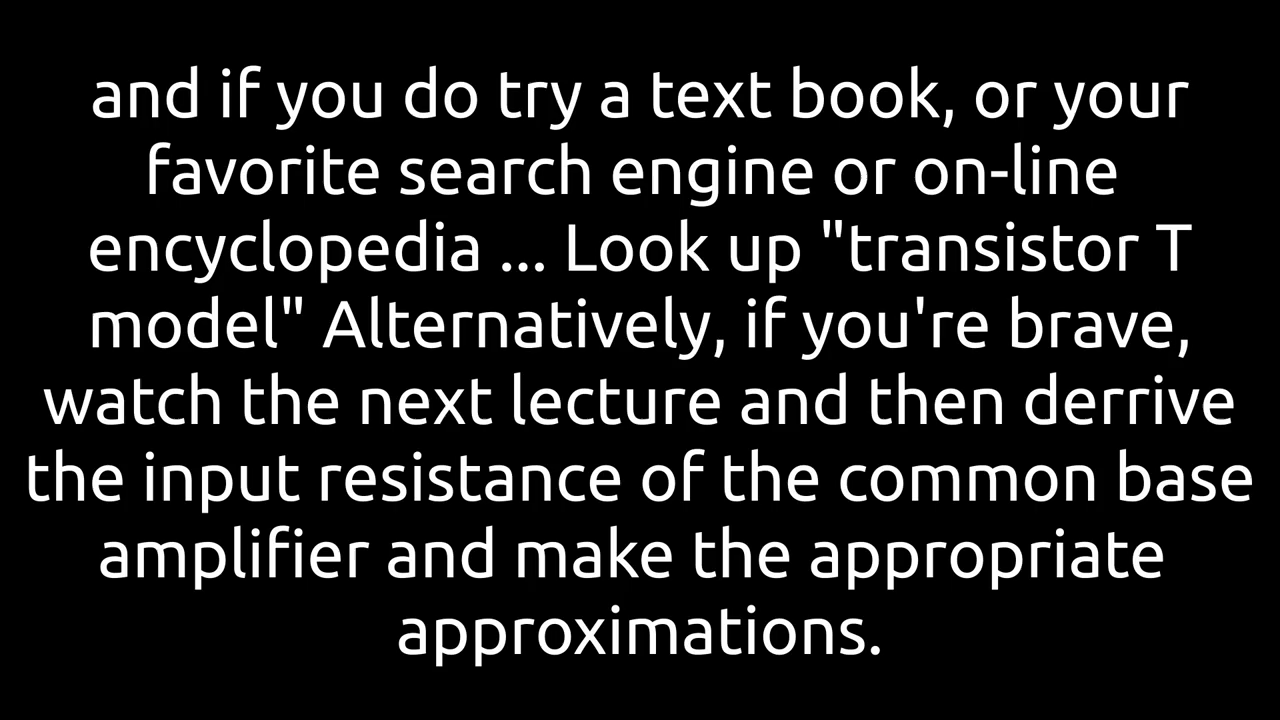 and if you do try a text book, or your
favorite search engine or on-line
encyclopedia ... Look up "transistor T
model" Alternatively, if you're brave,
watch the next lecture and then derrive
the input resistance of the common base
amplifier and make the appropriate
approximations.